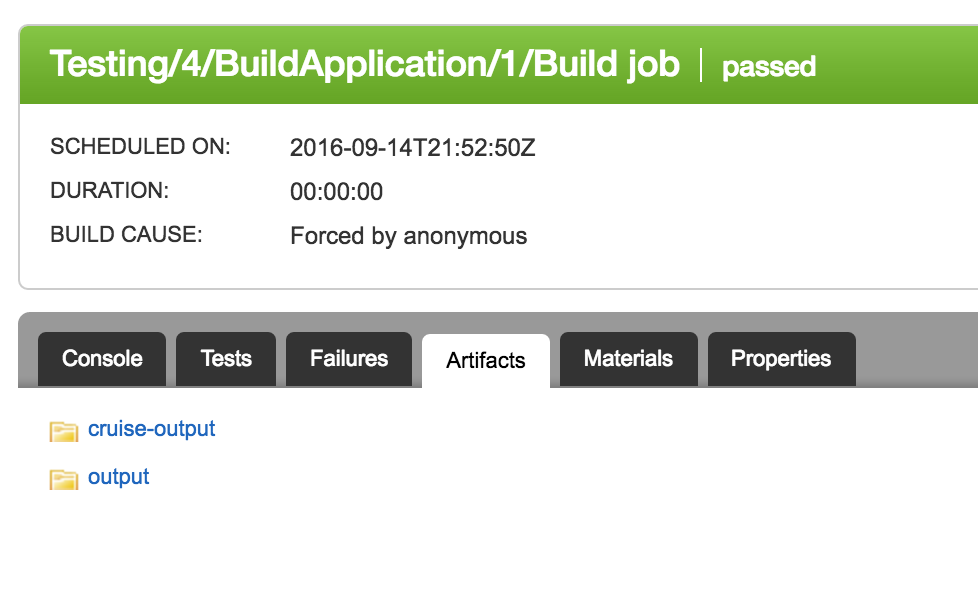 Testing/4/BuildApplication/1/Build job | passed
SCHEDULED ON: 2016-09-14T21:52:50Z
DURATION: 00:00:00
BUILD CAUSE: Forced by anonymous
Console Tests Failures Artifacts Materials Properties
cruise-output
output